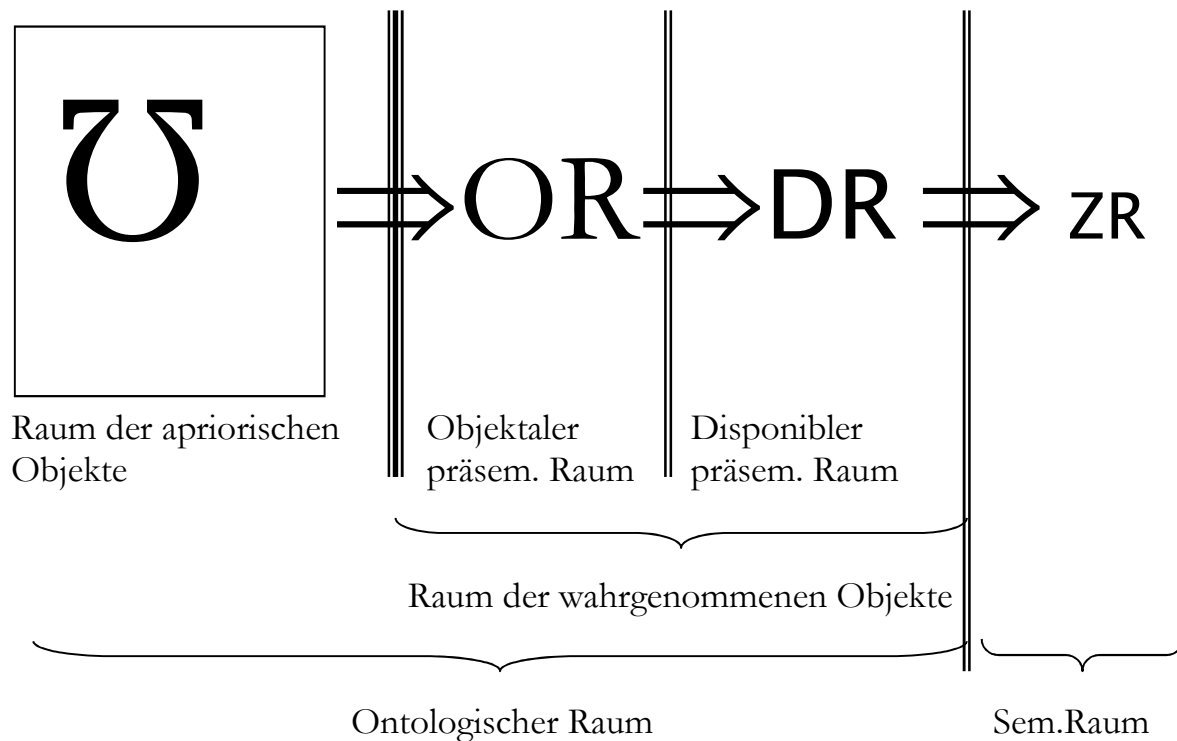 ℧ ⇒ OR ⇒ DR ⇒ ZR
Raum der apriorischen
Objekte
Objektaler
präsem. Raum
Disponibler
präsem. Raum
Raum der wahrgenommenen Objekte
Ontologischer Raum
Sem.Raum